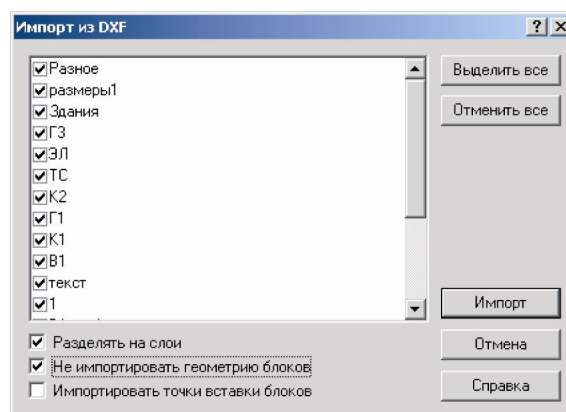 Импорт из DXF
Разное
размеры1
Здания
Г3
ЭЛ
ТС
К2
Г1
К1
В1
текст
1
Выделить все
Отменить все
Импорт
Отмена
Справка
Разделять на слои
Не импортировать геометрию блоков
Импортировать точки вставки блоков